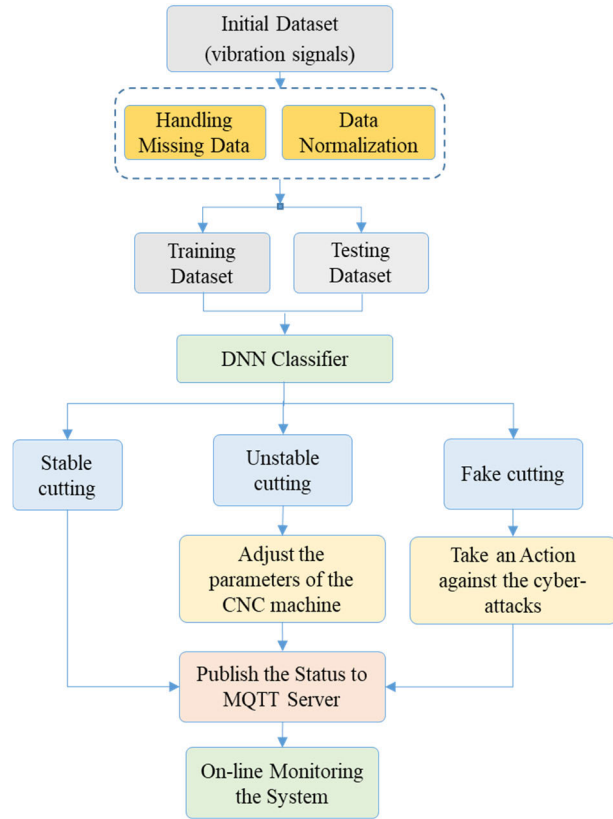 Initial Dataset
(vibration signals)
Handling
Missing Data
Data
Normalization
Training
Dataset
Testing
Dataset
DNN Classifier
Stable
cutting
Unstable
cutting
Fake cutting
Adjust the
parameters of the
CNC machine
Take an Action
against the cyber-
attacks
Publish the Status to
MQTT Server
On-line Monitoring
the System